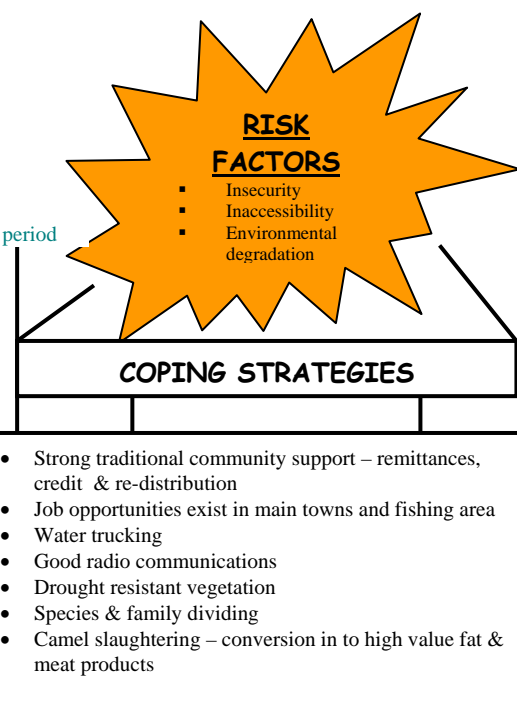 RISK
FACTORS
▪ Insecurity
▪ Inaccessibility
▪ Environmental
degradation
period
COPING STRATEGIES
• Strong traditional community support – remittances,
credit & re-distribution
• Job opportunities exist in main towns and fishing area
• Water trucking
• Good radio communications
• Drought resistant vegetation
• Species & family dividing
• Camel slaughtering – conversion in to high value fat &
meat products